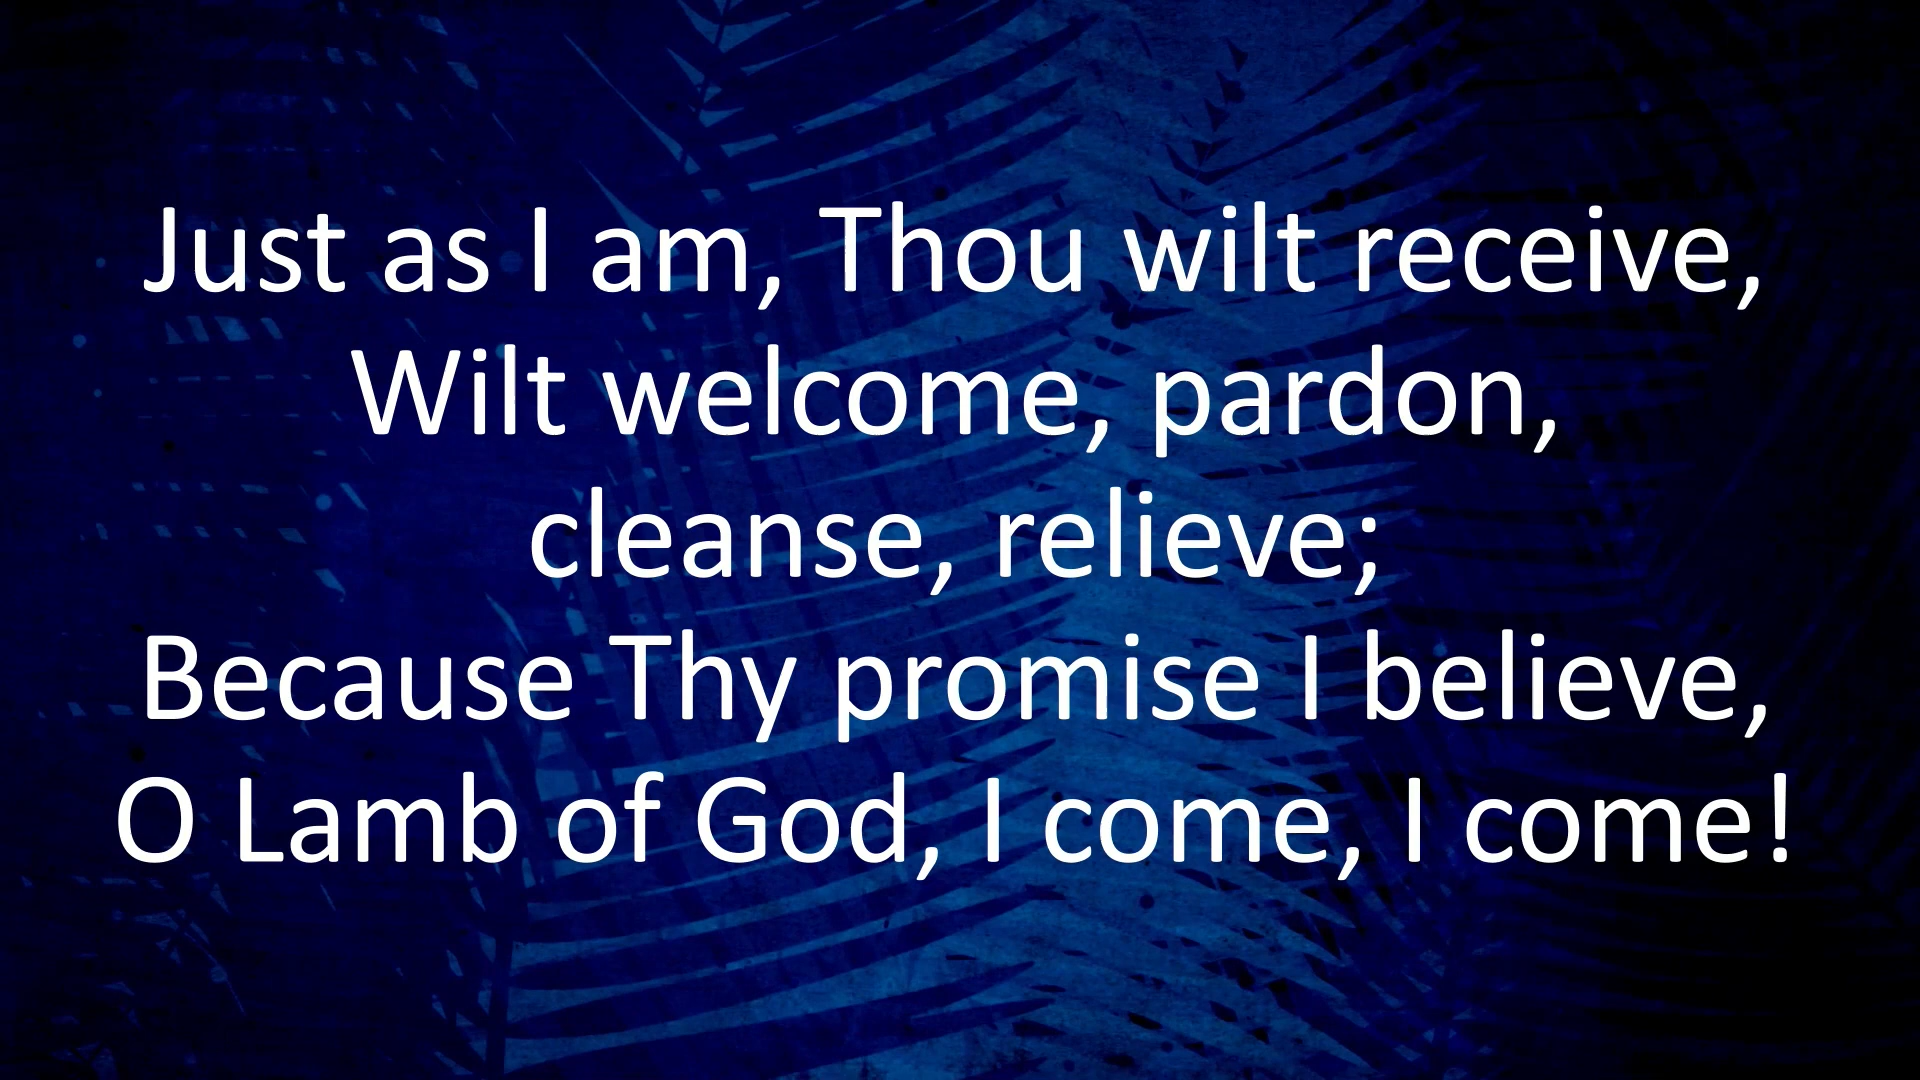 Just as I am, Thou wilt receive,
Wilt welcome, pardon,
cleanse, relieve;
Because Thy promise I believe,
O Lamb of God, I come, I come!